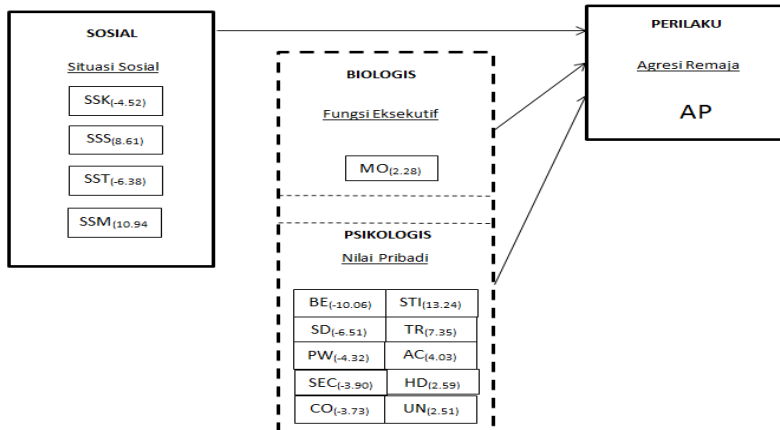 SOSIAL
Situasi Sosial
SSK(-4.52)
SSS(8.61)
SST(-6.38)
SSM(10.94
BIOLOGIS
Fungsi Eksekutif
MO(2.28)
PSIKOLOGIS
Nilai Pribadi
BE(-10.06) STI(13.24)
SD(-6.51) TR(7.35)
PW(-4.32) AC(4.03)
SEC(-3.90) HD(2.59)
CO(-3.73) UN(2.51)
PERILAKU
Agresi Remaja
AP